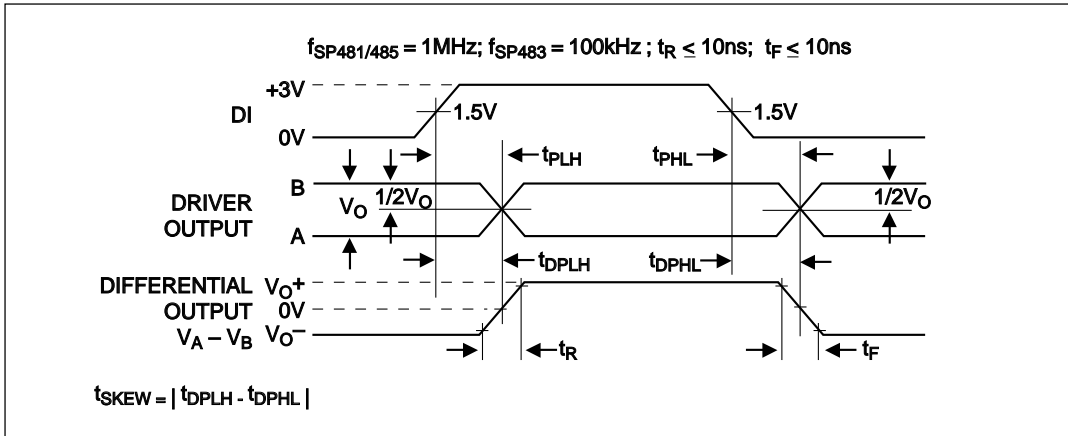 fSP481/485 = 1MHz; fSP483 = 100kHz ; tR ≤ 10ns; tF ≤ 10ns
+3V
DI
1.5V
1.5V
0V
tPLH
tPHL
B
DRIVER
OUTPUT
VO
1/2VO
1/2VO
A
tDPLH
tDPHL
DIFFERENTIAL
OUTPUT
VA – VB
VO+
0V
VO–
tR
tF
tSKEW = | tDPLH - tDPHL |